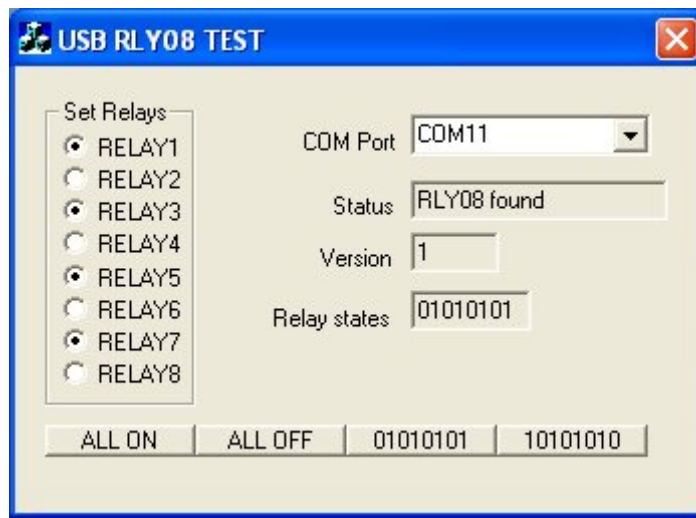 USB RLY08 TEST
Set Relays
RELAY1
RELAY2
RELAY3
RELAY4
RELAY5
RELAY6
RELAY7
RELAY8
COM Port COM11
Status RLY08 found
Version 1
Relay states 01010101
ALL ON ALL OFF 01010101 10101010